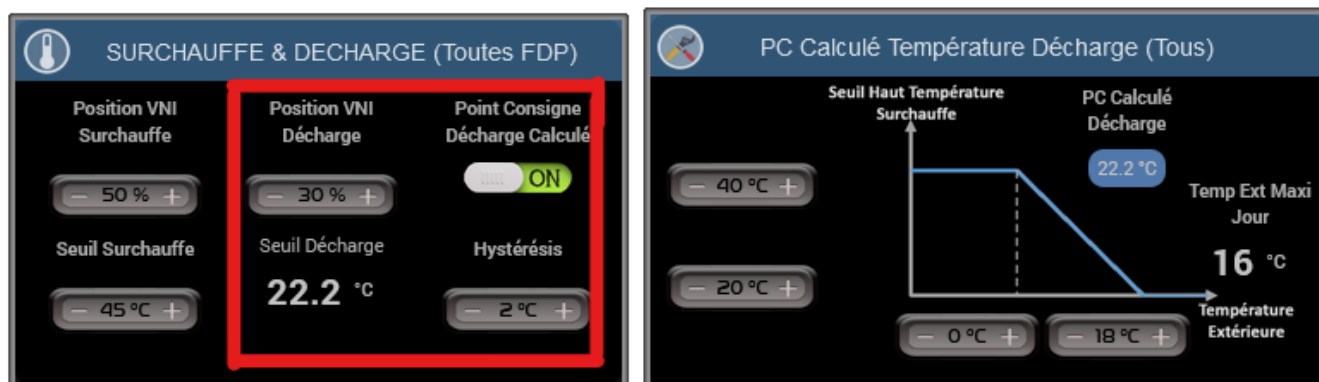 SURCHAUFFE & DECHARGE (Toutes FDP)
Position VNI
Surchauffe
Position VNI
Décharge
Point Consigne
Décharge Calculé
ON
- 50 % +
- 30 % +
Seuil Surchauffe
Seuil Décharge
Hystérésis
22.2 °C
- 45 °C +
- 2 °C +
PC Calculé Température Décharge (Tous)
Seuil Haut Température
Surchauffe
PC Calculé
Décharge
22.2 °C
- 40 °C +
Temp Ext Maxi
Jour
16 °C
- 20 °C +
Température
Extérieure
- 0 °C +
- 18 °C +